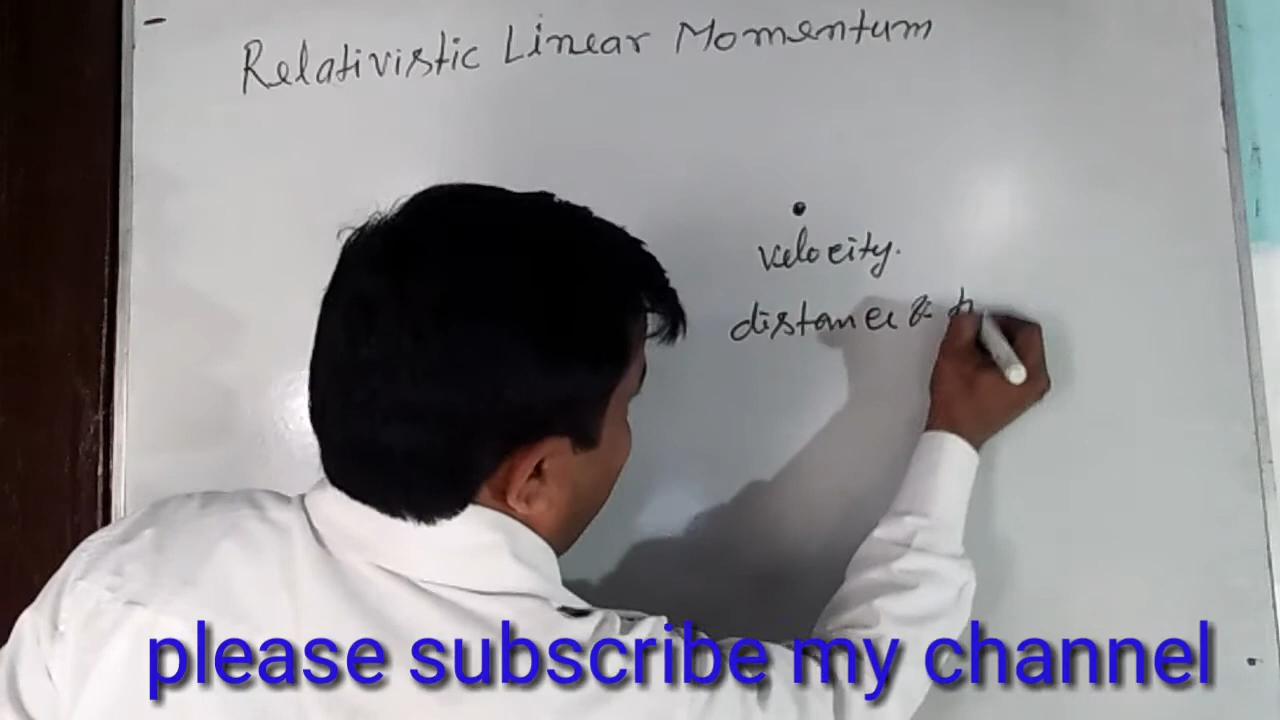 Relativistic Linear Momentum
velocity.
distance &
please subscribe my channel